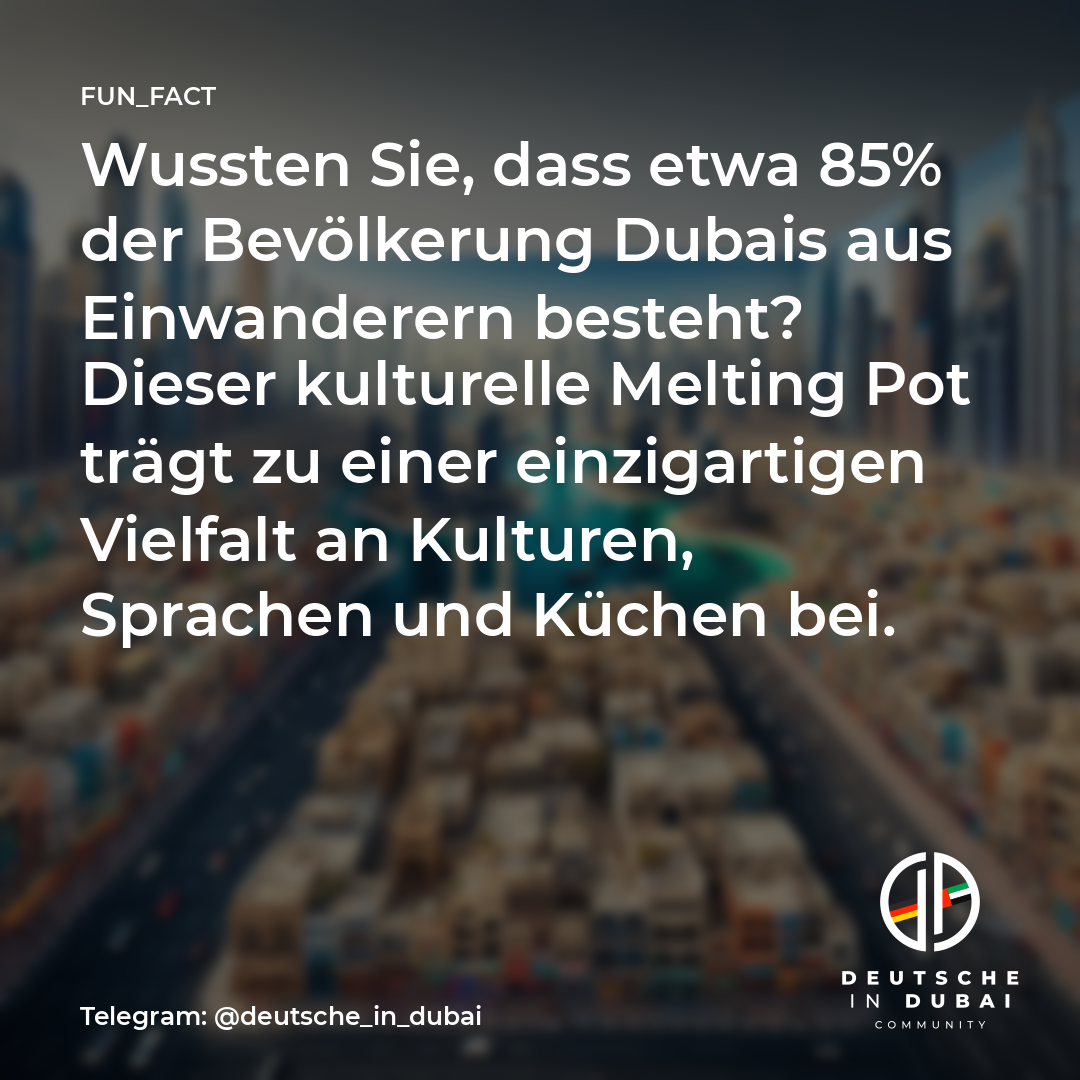 FUN_FACT
Wussten Sie, dass etwa 85%
der Bevölkerung Dubais aus
Einwanderern besteht?
Dieser kulturelle Melting Pot
trägt zu einer einzigartigen
Vielfalt an Kulturen,
Sprachen und Küchen bei.
DEUTSCHE
IN DUBAI
COMMUNITY
Telegram: @deutsche_in_dubai